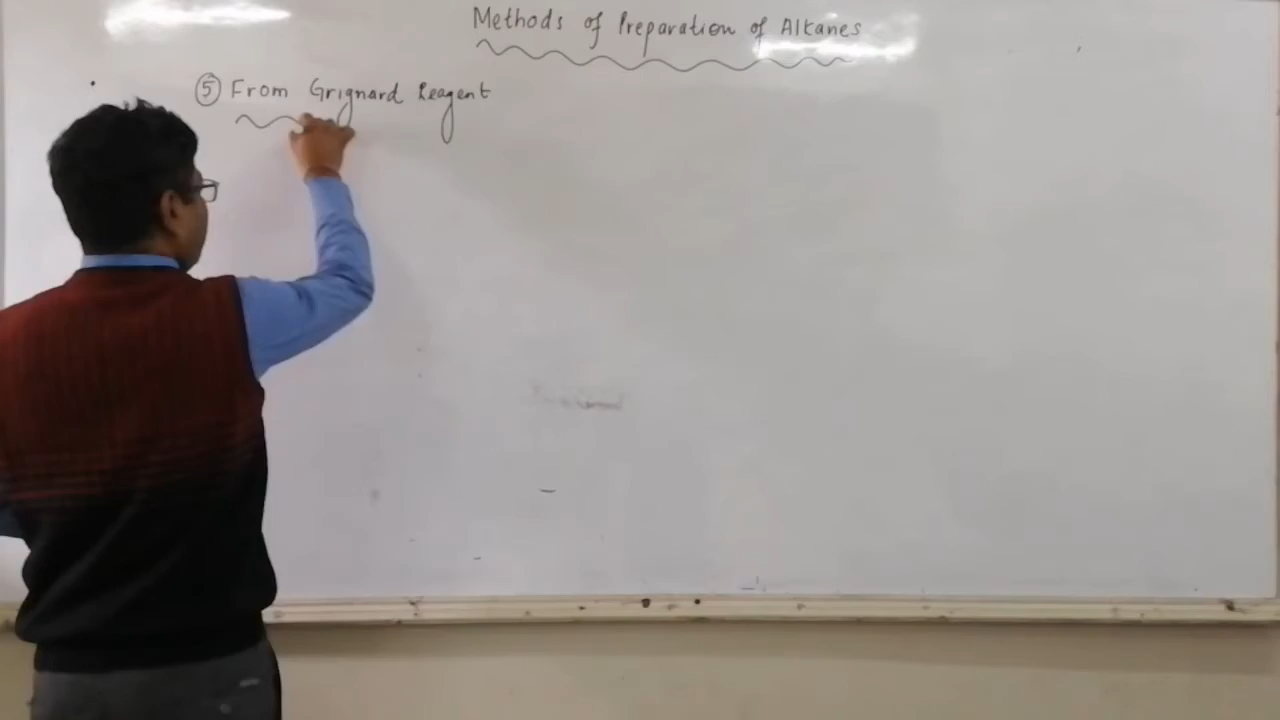 Methods of Preparation of Alkanes
⑤ From Grignard Reagent